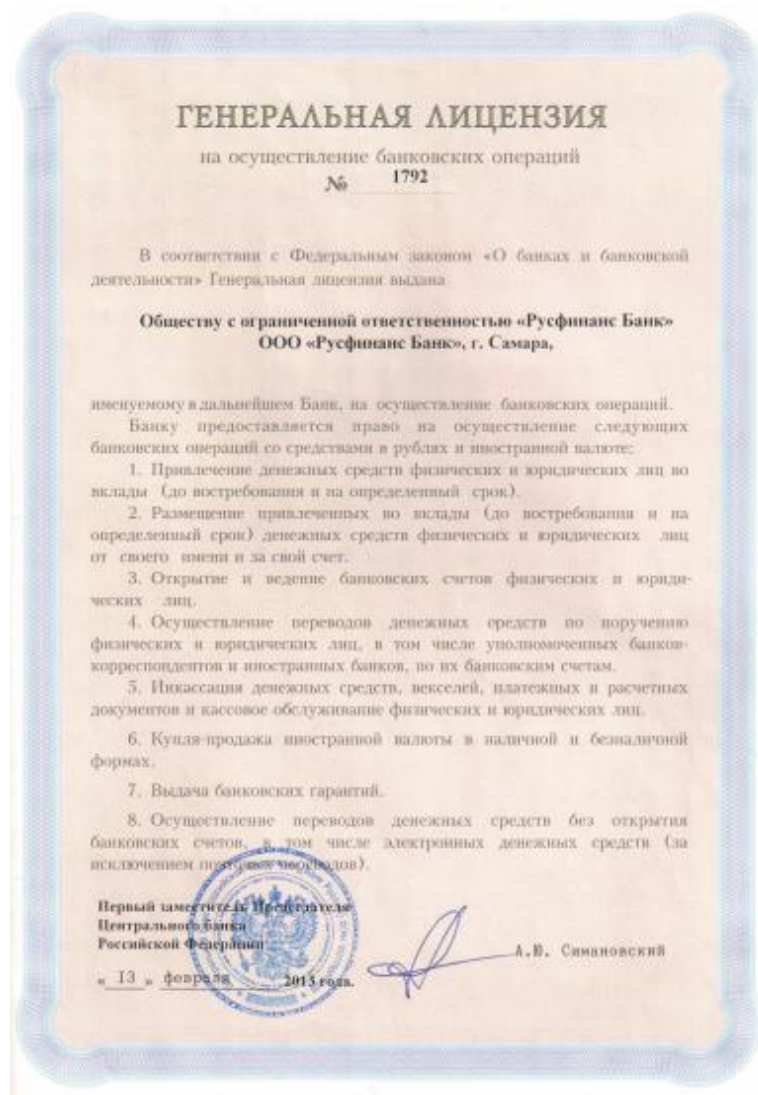 ГЕНЕРАЛЬНАЯ ЛИЦЕНЗИЯ
на осуществление банковских операций
№ 1792
В соответствии с Федеральным законом «О банках и банковской
деятельности» Генеральная лицензия выдана
Обществу с ограниченной ответственностью «Русфинанс Банк»
ООО «Русфинанс Банк», г. Самара,
именуемому в дальнейшем Банк, на осуществление банковских операций.
Банку предоставляется право на осуществление следующих
банковских операций со средствами в рублях и иностранной валюте:
1. Привлечение денежных средств физических и юридических лиц во
вклады (до востребования и на определенный срок).
2. Размещение привлеченных во вклады (до востребования и на
определенный срок) денежных средств физических и юридических лиц
от своего имени и за свой счет.
3. Открытие и ведение банковских счетов физических и юриди-
ческих лиц.
4. Осуществление переводов денежных средств по поручению
физических и юридических лиц, в том числе уполномоченных банков-
корреспондентов и иностранных банков, по их банковским счетам.
5. Инкассация денежных средств, векселей, платежных и расчетных
документов и кассовое обслуживание физических и юридических лиц.
6. Купля-продажа иностранной валюты в наличной и безналичной
формах.
7. Выдача банковских гарантий.
8. Осуществление переводов денежных средств без открытия
банковских счетов, в том числе электронных денежных средств (за
исключением почтовых переводов).
Первый заместитель Председателя
Центрального банка
Российской Федерации
А.Ю. Симановский
« 13 » февраля 2013 года.